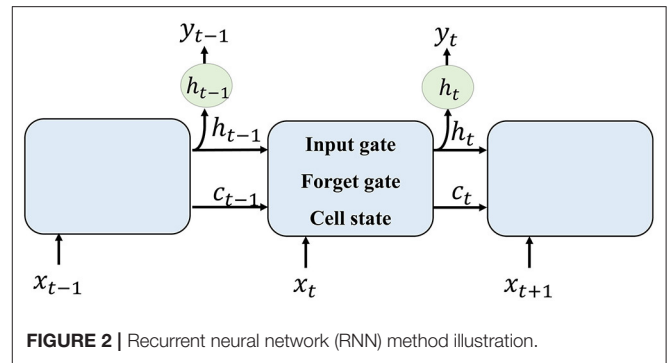 y_{t−1} y_t
h_{t−1} h_t
h_{t−1} h_t
Input gate
Forget gate
c_{t−1} c_t
Cell state
x_{t−1} x_t x_{t+1}
FIGURE 2 | Recurrent neural network (RNN) method illustration.